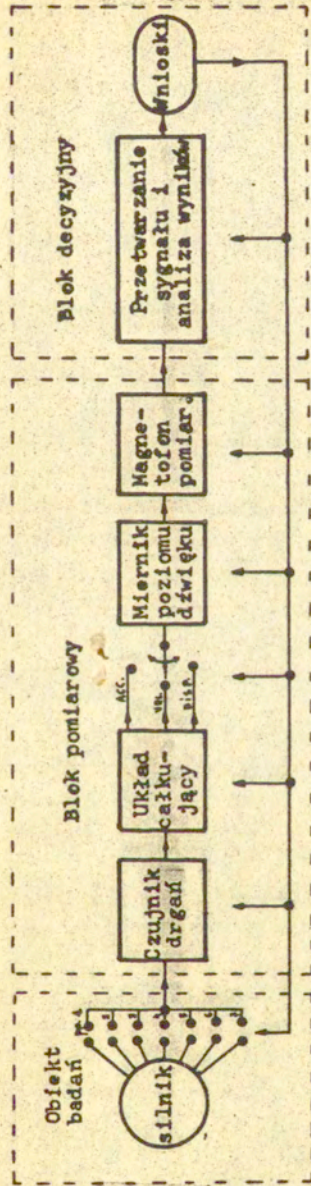 Obiekt
badań
silnik
Blok pomiarowy
Czujnik
drgań
Układ
całku-
jący
ACC.
VEL.
DISP.
Miernik
poziomu
dźwięku
Magne-
tofon
pomiar.
Blok decyzyjny
Przetwarzanie
sygnału i
analiza wyników
Wnioski